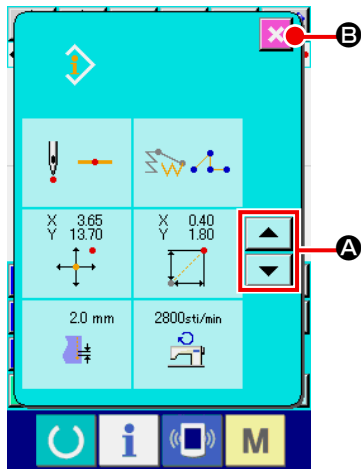 B
X 3.65
Y 13.70
X 0.40
Y 1.80
A
2.0 mm
2800sti/min
i
M